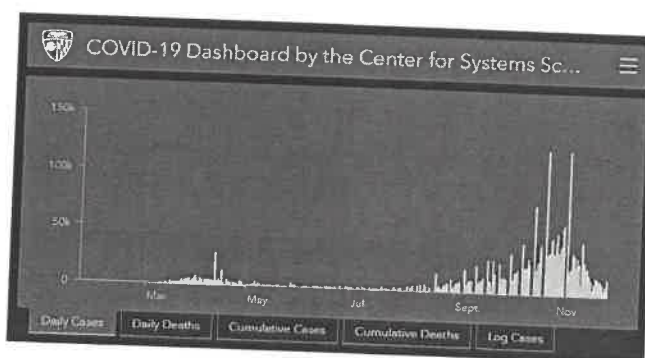 COVID-19 Dashboard by the Center for Systems Sc...
150k
100k
50k
0
Mar May Jul Sept Nov
Daily Cases Daily Deaths Cumulative Cases Cumulative Deaths Log Cases